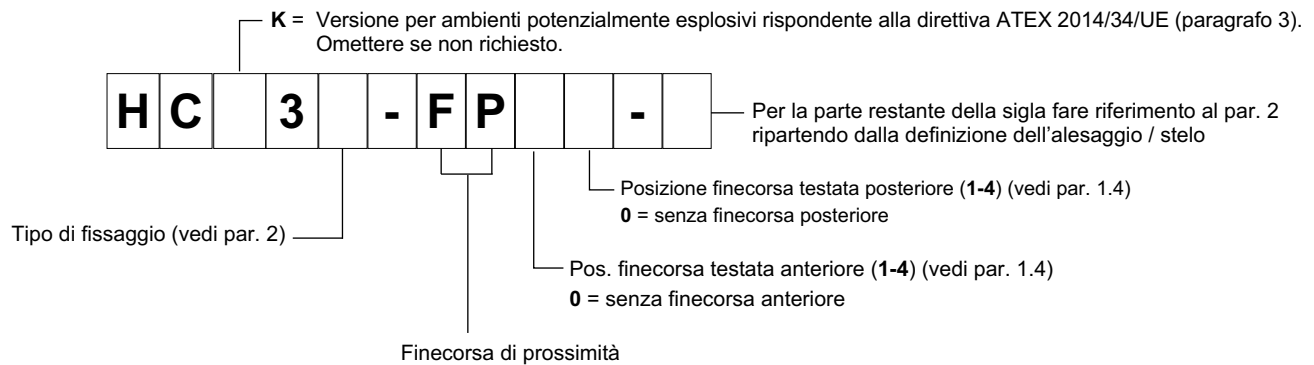 K = Versione per ambienti potenzialmente esplosivi rispondente alla direttiva ATEX 2014/34/UE (paragrafo 3).
Omettere se non richiesto.
H C 3 - F P -
Per la parte restante della sigla fare riferimento al par. 2
ripartendo dalla definizione dell'alesaggio / stelo
Posizione finecorsa testata posteriore (1-4) (vedi par. 1.4)
0 = senza finecorsa posteriore
Tipo di fissaggio (vedi par. 2)
Pos. finecorsa testata anteriore (1-4) (vedi par. 1.4)
0 = senza finecorsa anteriore
Finecorsa di prossimità